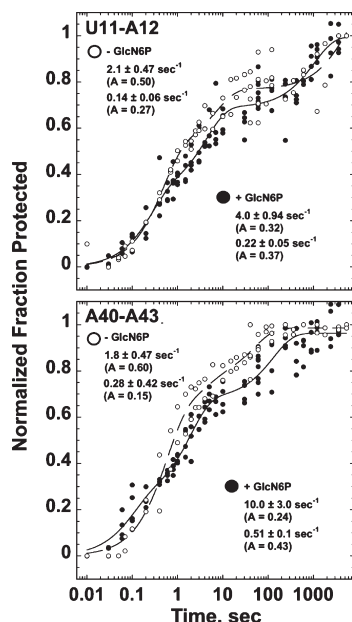 Normalized Fraction Protected
U11-A12
- GlcN6P
2.1 ± 0.47 sec-1
(A = 0.50)
0.14 ± 0.06 sec-1
(A = 0.27)
1
0.8
0.6
0.4
0.2
0
+ GlcN6P
4.0 ± 0.94 sec-1
(A = 0.32)
0.22 ± 0.05 sec-1
(A = 0.37)
A40-A43
- GlcN6P
1.8 ± 0.47 sec-1
(A = 0.60)
0.28 ± 0.42 sec-1
(A = 0.15)
1
0.8
0.6
0.4
0.2
0
+ GlcN6P
10.0 ± 3.0 sec-1
(A = 0.24)
0.51 ± 0.1 sec-1
(A = 0.43)
0.01 0.1 1 10 100 1000
Time, sec